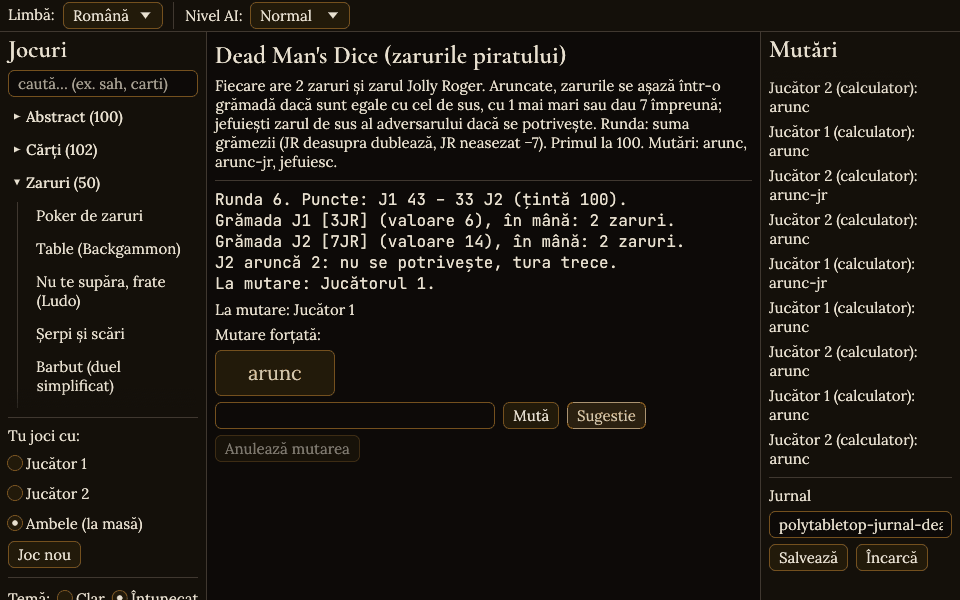 Limbă: Română ▼ Nivel AI: Normal ▼
Jocuri
caută... (ex. sah, carti)
▸ Abstract (100)
▸ Cărți (102)
▾ Zaruri (50)
Poker de zaruri
Table (Backgammon)
Nu te supăra, frate
(Ludo)
Șerpi și scări
Barbut (duel
simplificat)
Tu joci cu:
Jucător 1
Jucător 2
Ambele (la masă)
Joc nou
Temă: Clar Întunecat
Dead Man's Dice (zarurile piratului)
Fiecare are 2 zaruri și zarul Jolly Roger. Aruncate, zarurile se așază într-o
grămadă dacă sunt egale cu cel de sus, cu 1 mai mari sau dau 7 împreună;
jefuiești zarul de sus al adversarului dacă se potrivește. Runda: suma
grămezii (JR deasupra dublează, JR neasezat −7). Primul la 100. Mutări: arunc,
arunc-jr, jefuiesc.
Runda 6. Puncte: J1 43 – 33 J2 (țintă 100).
Grămada J1 [3JR] (valoare 6), în mână: 2 zaruri.
Grămada J2 [7JR] (valoare 14), în mână: 2 zaruri.
J2 aruncă 2: nu se potrivește, tura trece.
La mutare: Jucătorul 1.
La mutare: Jucător 1
Mutare forțată:
arunc
Mută Sugestie
Anulează mutarea
Mutări
Jucător 2 (calculator):
arunc
Jucător 1 (calculator):
arunc
Jucător 2 (calculator):
arunc-jr
Jucător 2 (calculator):
arunc
Jucător 1 (calculator):
arunc-jr
Jucător 1 (calculator):
arunc
Jucător 2 (calculator):
arunc
Jucător 1 (calculator):
arunc
Jucător 2 (calculator):
arunc
Jurnal
polytabletop-jurnal-dea
Salvează Încarcă